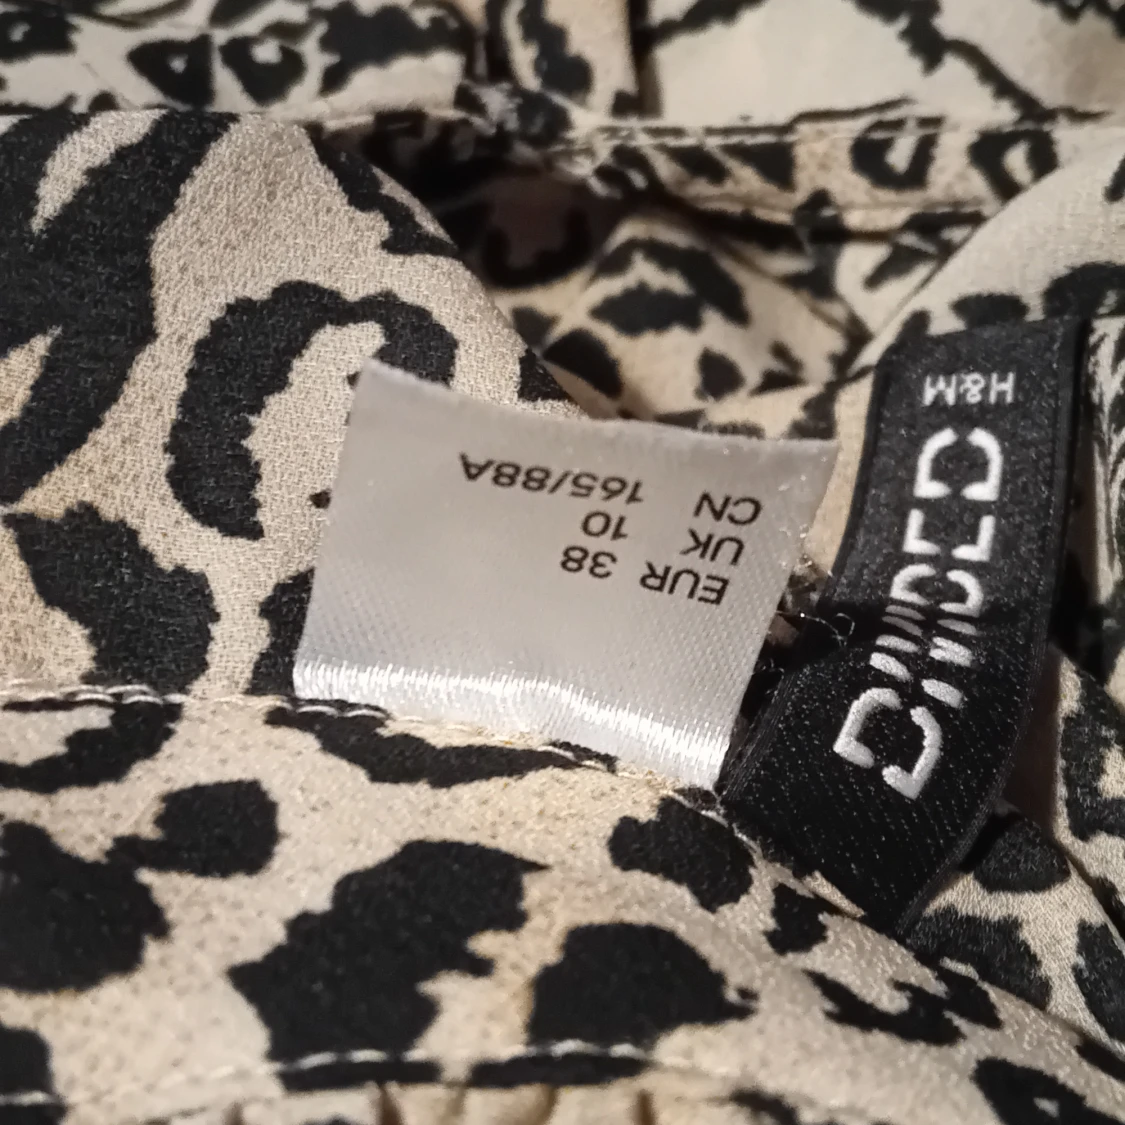 EUR 38
UK 10
CN 165/88A
DIVIDED
H&M